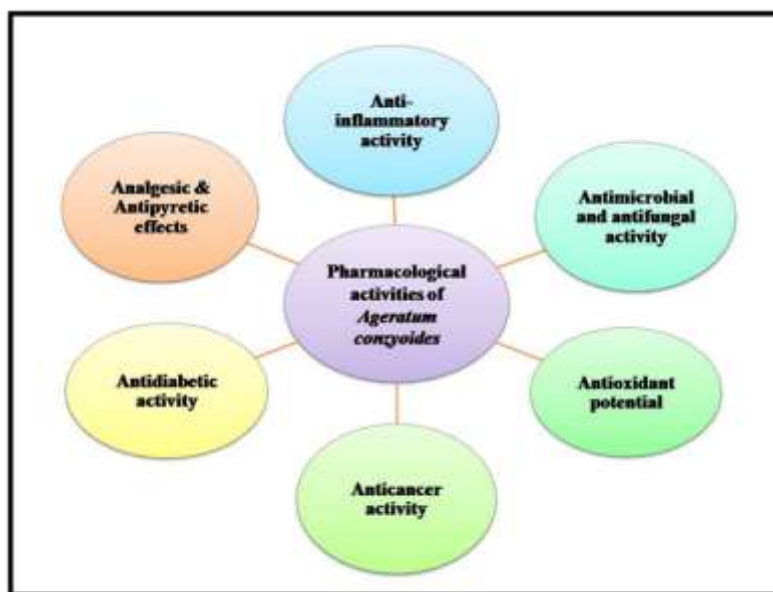 Anti-
inflammatory
activity
Analgesic &
Antipyretic
effects
Antimicrobial
and antifungal
activity
Pharmacological
activities of
Ageratum
conzyoides
Antidiabetic
activity
Antioxidant
potential
Anticancer
activity